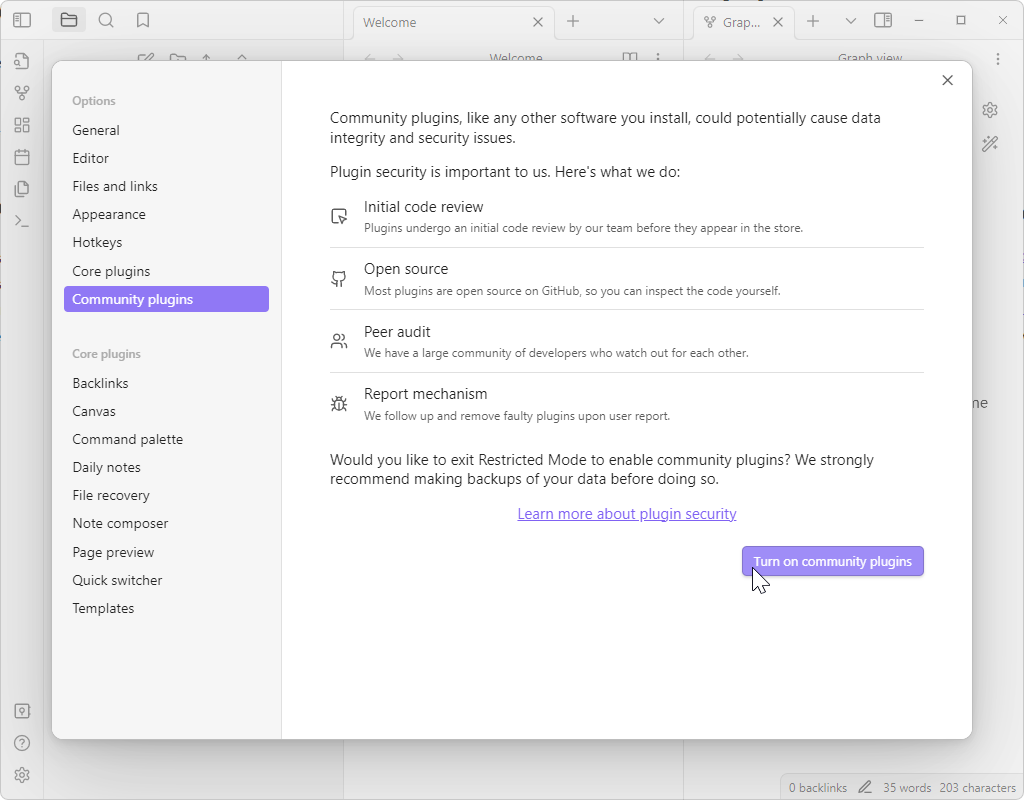 Welcome
Grap...
Welcome
Graph view
Options
General
Editor
Files and links
Appearance
Hotkeys
Core plugins
Community plugins
Core plugins
Backlinks
Canvas
Command palette
Daily notes
File recovery
Note composer
Page preview
Quick switcher
Templates
Community plugins, like any other software you install, could potentially cause data
integrity and security issues.
Plugin security is important to us. Here's what we do:
Initial code review
Plugins undergo an initial code review by our team before they appear in the store.
Open source
Most plugins are open source on GitHub, so you can inspect the code yourself.
Peer audit
We have a large community of developers who watch out for each other.
Report mechanism
We follow up and remove faulty plugins upon user report.
Would you like to exit Restricted Mode to enable community plugins? We strongly
recommend making backups of your data before doing so.
Learn more about plugin security
Turn on community plugins
0 backlinks
35 words
203 characters